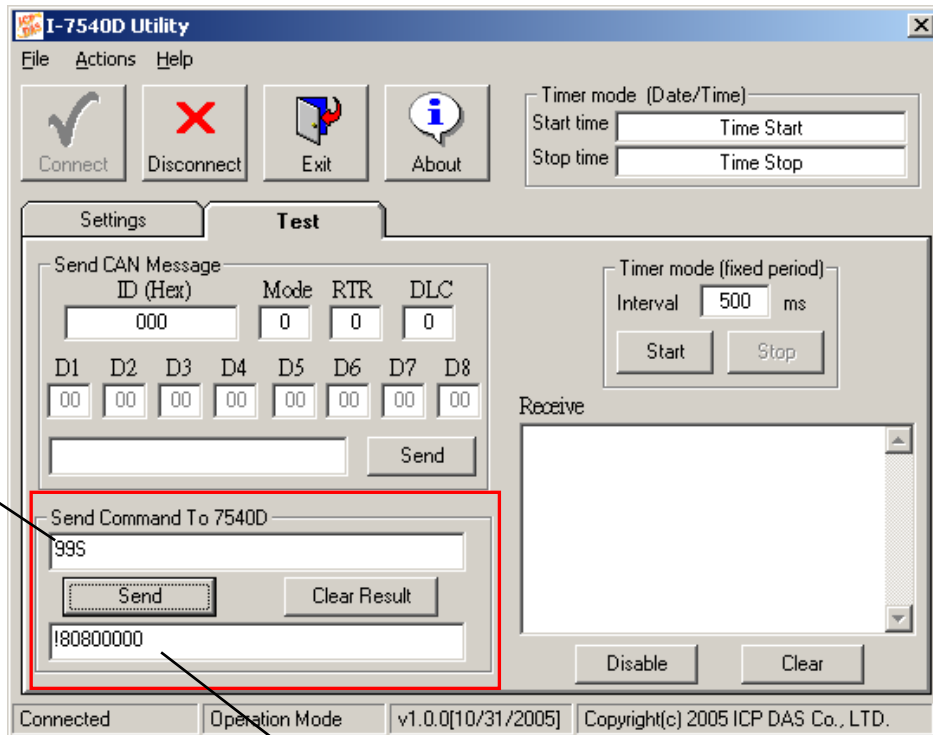 I-7540D Utility
File Actions Help
Connect Disconnect Exit About
Timer mode (Date/Time)
Start time Time Start
Stop time Time Stop
Settings Test
Send CAN Message
ID (Hex) Mode RTR DLC
000 0 0 0
D1 D2 D3 D4 D5 D6 D7 D8
00 00 00 00 00 00 00 00
Send
Timer mode (fixed period)
Interval 500 ms
Start Stop
Receive
Send Command To 7540D
99S
Send Clear Result
!80800000
Disable Clear
Connected Operation Mode v1.0.0[10/31/2005] Copyright(c) 2005 ICP DAS Co., LTD.